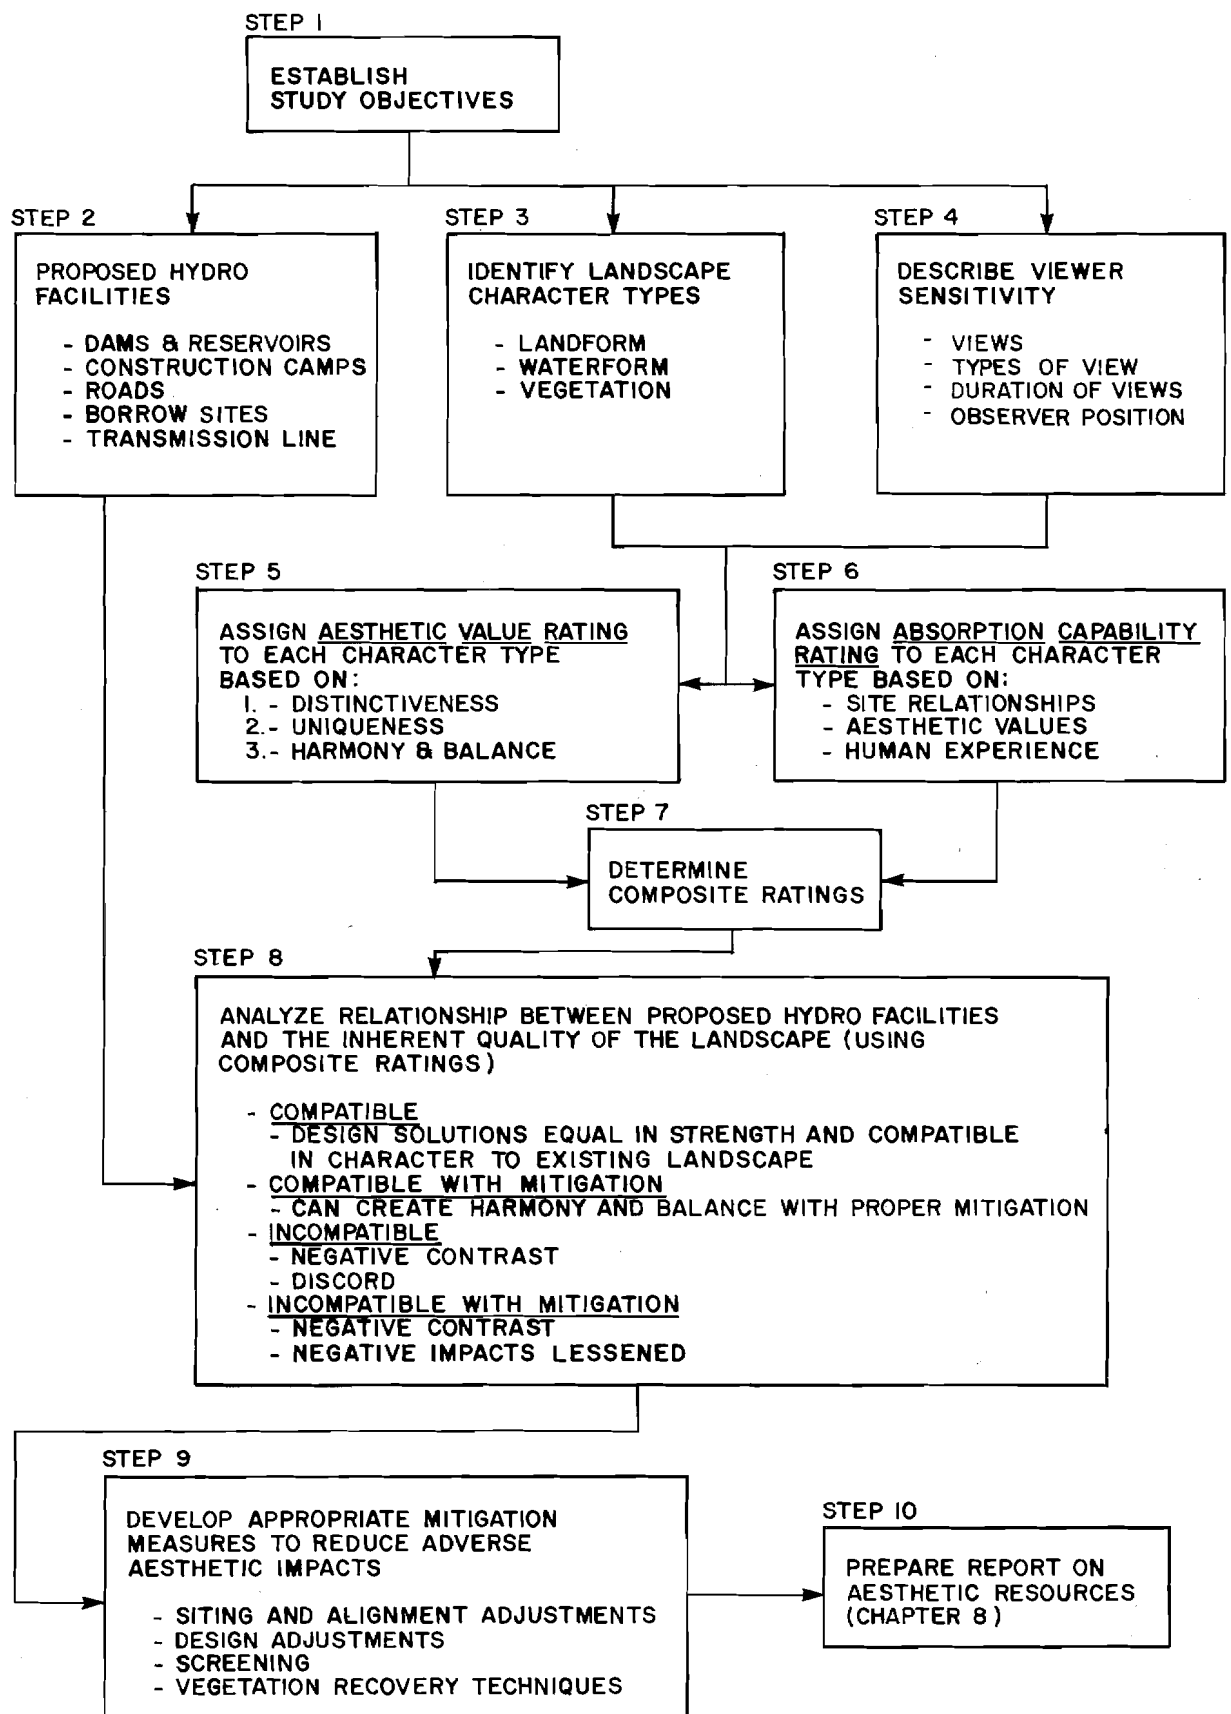 STEP 1
ESTABLISH
STUDY OBJECTIVES
STEP 2
PROPOSED HYDRO
FACILITIES
- DAMS & RESERVOIRS
- CONSTRUCTION CAMPS
- ROADS
- BORROW SITES
- TRANSMISSION LINE
STEP 3
IDENTIFY LANDSCAPE
CHARACTER TYPES
- LANDFORM
- WATERFORM
- VEGETATION
STEP 4
DESCRIBE VIEWER
SENSITIVITY
- VIEWS
- TYPES OF VIEW
- DURATION OF VIEWS
- OBSERVER POSITION
STEP 5
ASSIGN AESTHETIC VALUE RATING
TO EACH CHARACTER TYPE
BASED ON:
1. - DISTINCTIVENESS
2.- UNIQUENESS
3.- HARMONY & BALANCE
STEP 6
ASSIGN ABSORPTION CAPABILITY
RATING TO EACH CHARACTER
TYPE BASED ON:
- SITE RELATIONSHIPS
- AESTHETIC VALUES
- HUMAN EXPERIENCE
STEP 7
DETERMINE
COMPOSITE RATINGS
STEP 8
ANALYZE RELATIONSHIP BETWEEN PROPOSED HYDRO FACILITIES
AND THE INHERENT QUALITY OF THE LANDSCAPE (USING
COMPOSITE RATINGS)
- COMPATIBLE
- DESIGN SOLUTIONS EQUAL IN STRENGTH AND COMPATIBLE
IN CHARACTER TO EXISTING LANDSCAPE
- COMPATIBLE WITH MITIGATION
- CAN CREATE HARMONY AND BALANCE WITH PROPER MITIGATION
- INCOMPATIBLE
- NEGATIVE CONTRAST
- DISCORD
- INCOMPATIBLE WITH MITIGATION
- NEGATIVE CONTRAST
- NEGATIVE IMPACTS LESSENED
STEP 9
DEVELOP APPROPRIATE MITIGATION
MEASURES TO REDUCE ADVERSE
AESTHETIC IMPACTS
- SITING AND ALIGNMENT ADJUSTMENTS
- DESIGN ADJUSTMENTS
- SCREENING
- VEGETATION RECOVERY TECHNIQUES
STEP 10
PREPARE REPORT ON
AESTHETIC RESOURCES
(CHAPTER 8)